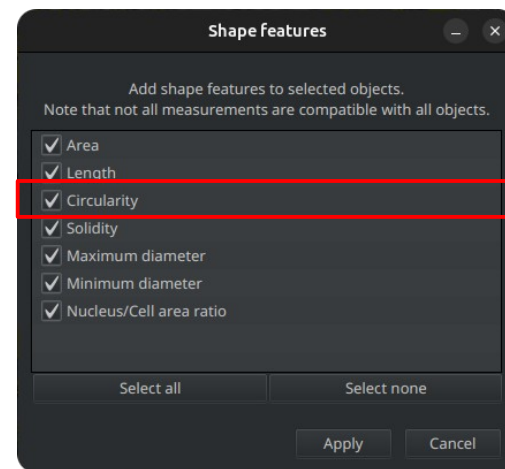 Shape features
Add shape features to selected objects.
Note that not all measurements are compatible with all objects.
Area
Length
Circularity
Solidity
Maximum diameter
Minimum diameter
Nucleus/Cell area ratio
Select all Select none
Apply Cancel